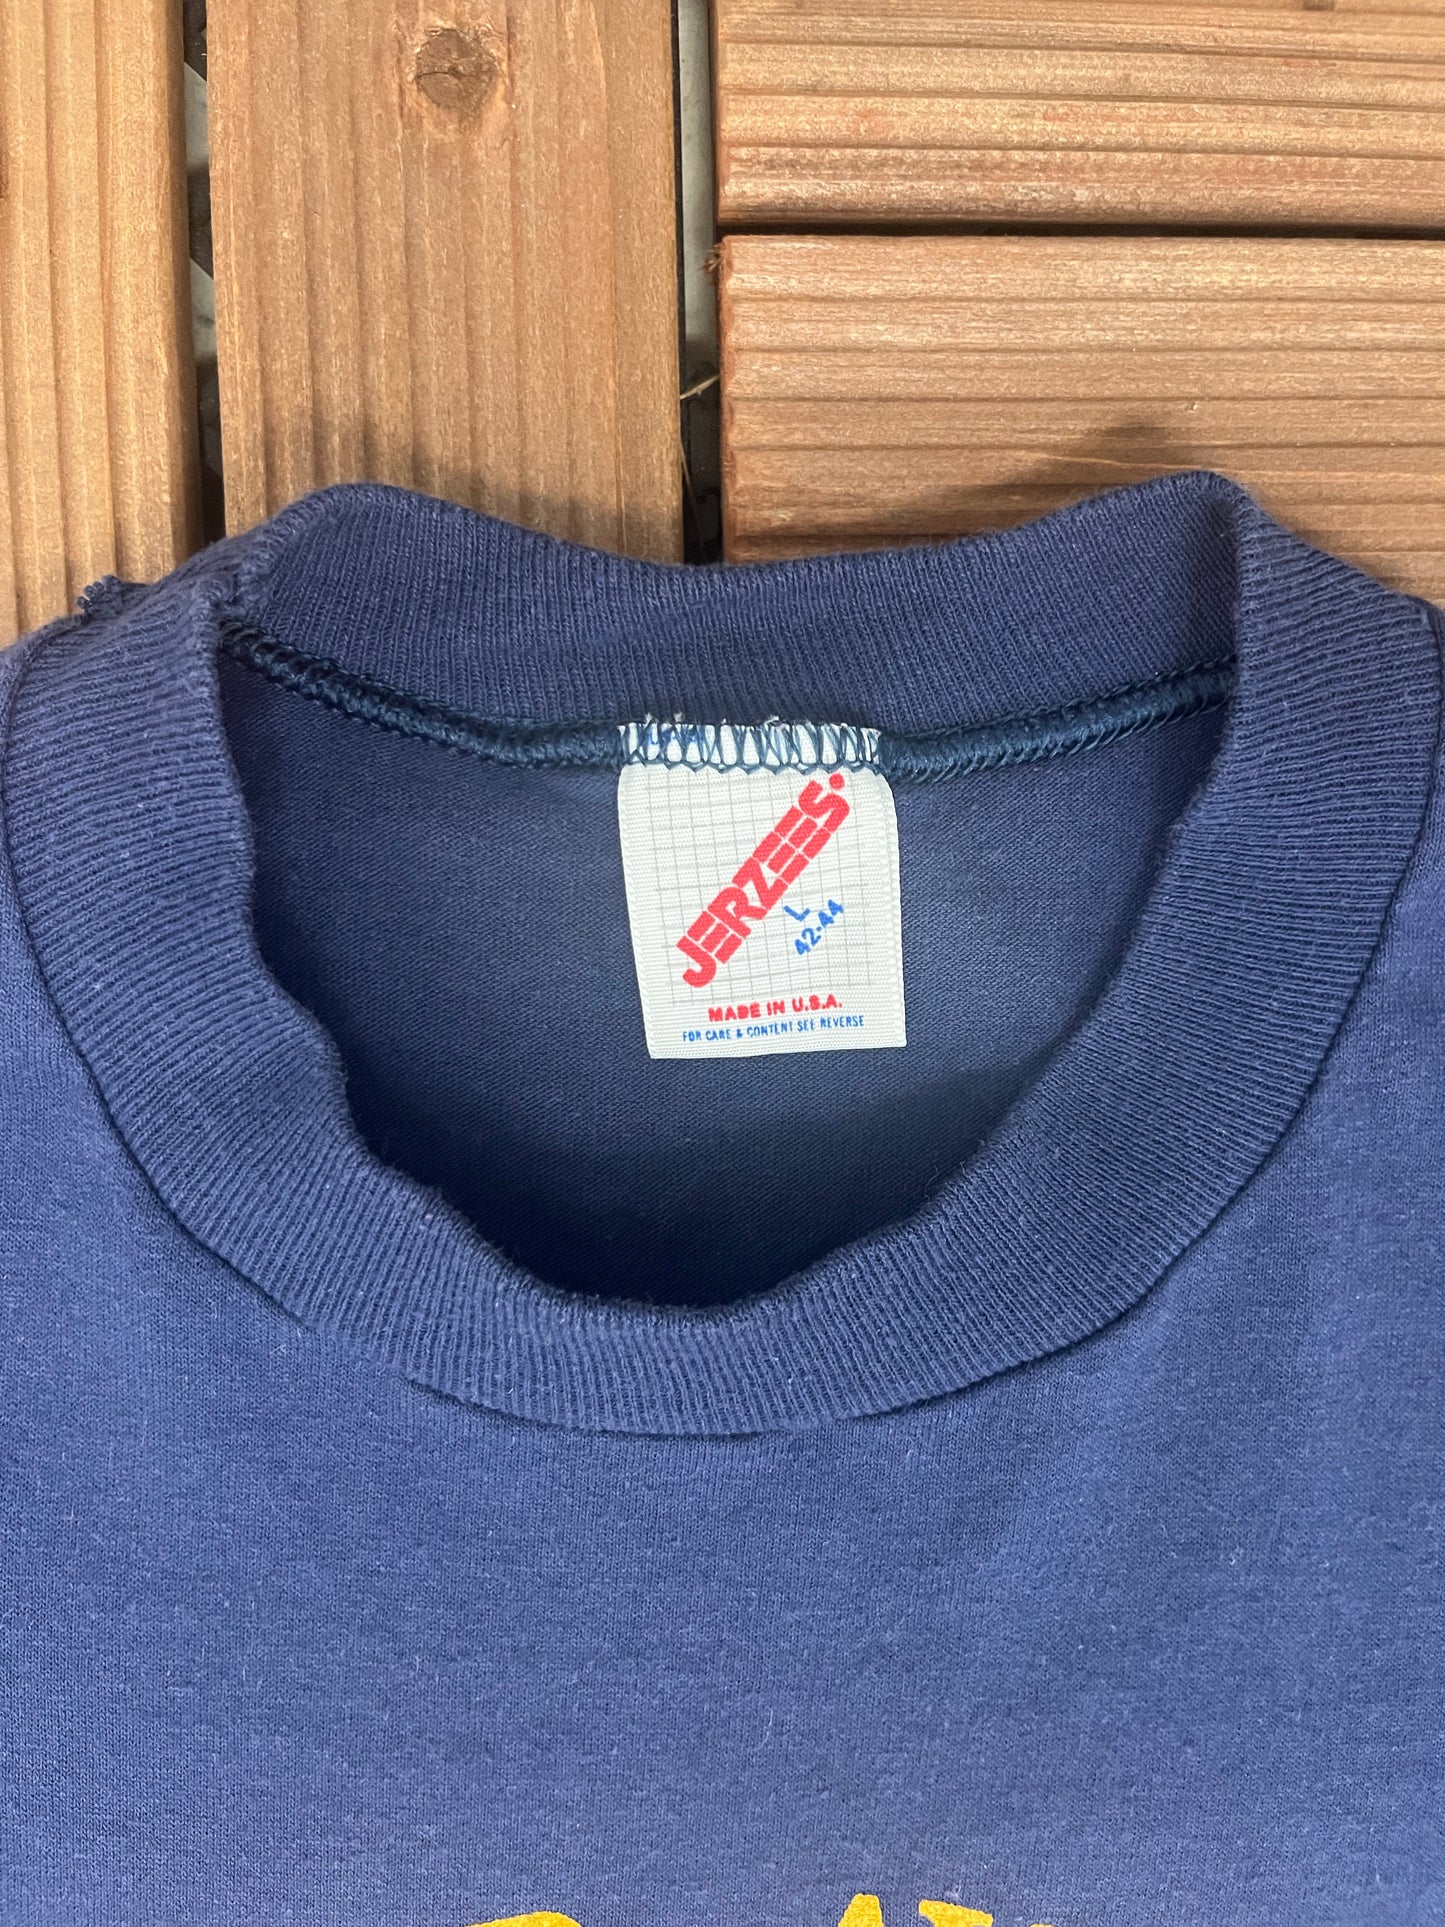 JERZEES
L
42-44
MADE IN U.S.A.
FOR CARE & CONTENT SEE REVERSE